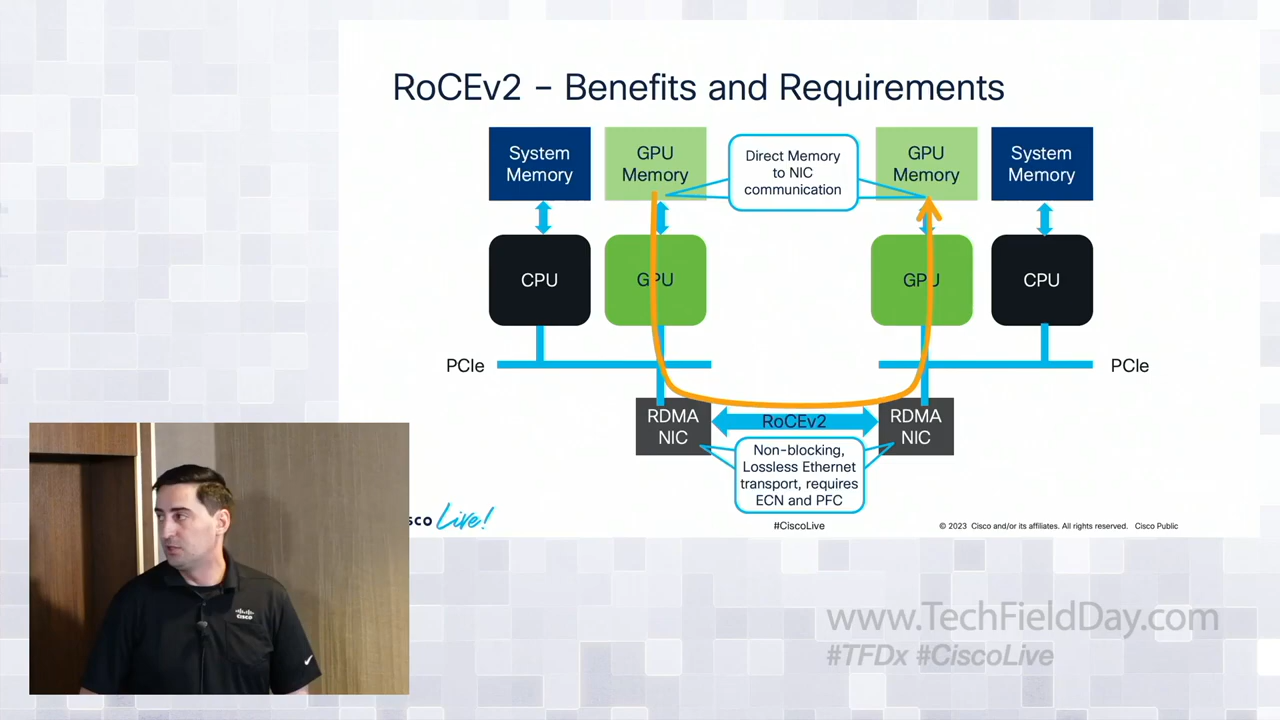 RoCEv2 – Benefits and Requirements
System
Memory
GPU
Memory
Direct Memory
to NIC
communication
GPU
Memory
System
Memory
CPU
GPU
GPU
CPU
PCIe
PCIe
RDMA
NIC
RoCEv2
RDMA
NIC
Non-blocking,
Lossless Ethernet
transport, requires
ECN and PFC
sco Live!
#CiscoLive
© 2023 Cisco and/or its affiliates. All rights reserved. Cisco Public
CISCO
www.TechFieldDay.com
#TFDx #CiscoLive